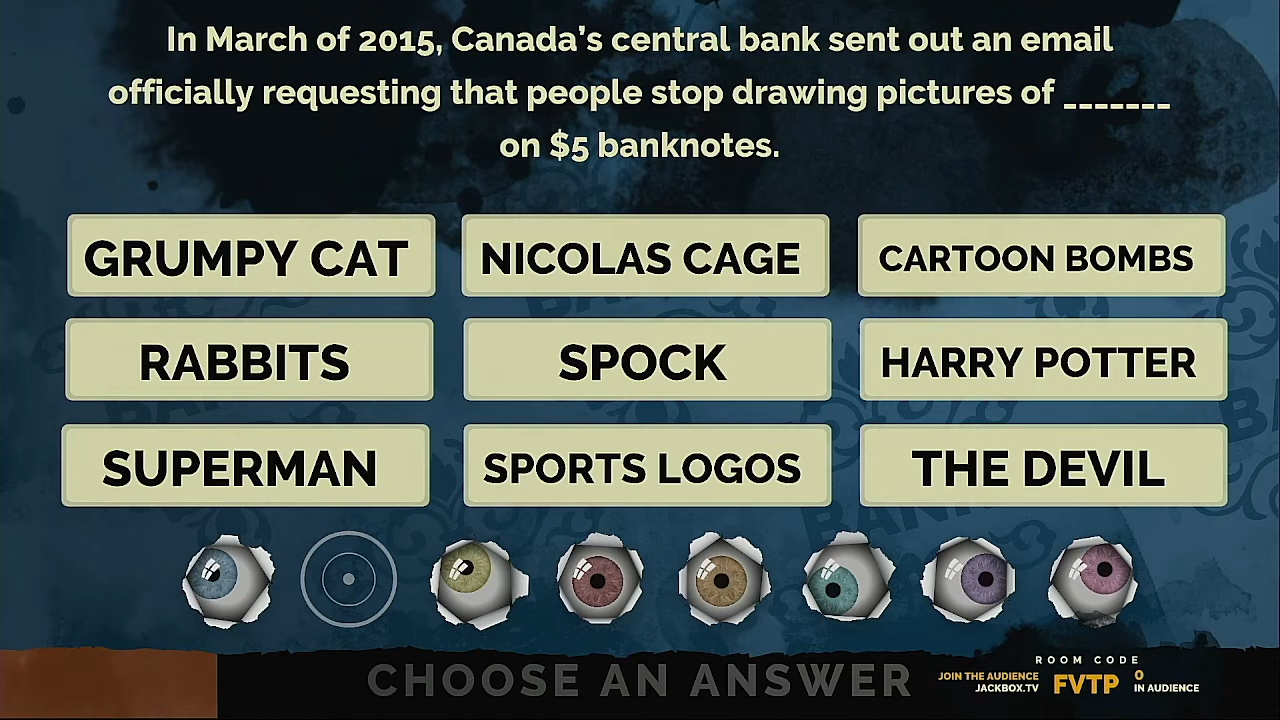 In March of 2015, Canada's central bank sent out an email
officially requesting that people stop drawing pictures of _______
on $5 banknotes.
GRUMPY CAT
NICOLAS CAGE
CARTOON BOMBS
RABBITS
SPOCK
HARRY POTTER
SUPERMAN
SPORTS LOGOS
THE DEVIL
CHOOSE AN ANSWER
ROOM CODE
JOIN THE AUDIENCE
JACKBOX.TV
FVTP
0
IN AUDIENCE